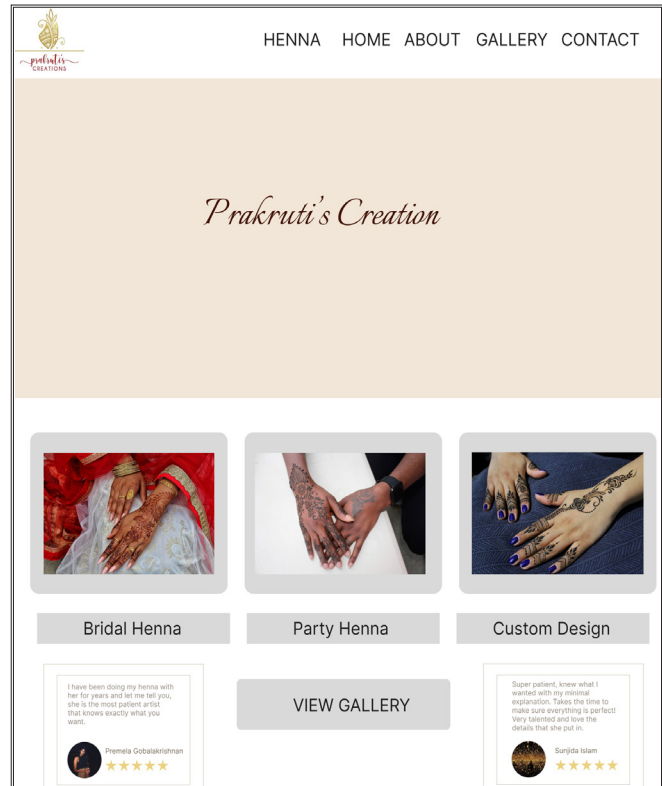 prakruti's
CREATIONS
HENNA HOME ABOUT GALLERY CONTACT
Prakruti's Creation
Bridal Henna
Party Henna
Custom Design
I have been doing my henna with
her for years and let me tell you,
she is the most patient artist
that knows exactly what you
want.
Premela Gobalakrishnan
VIEW GALLERY
Super patient, knew what I
wanted with my minimal
explanation. Takes the time to
make sure everything is perfect!
Very talented and love the
details that she put in.
Sunjida Islam